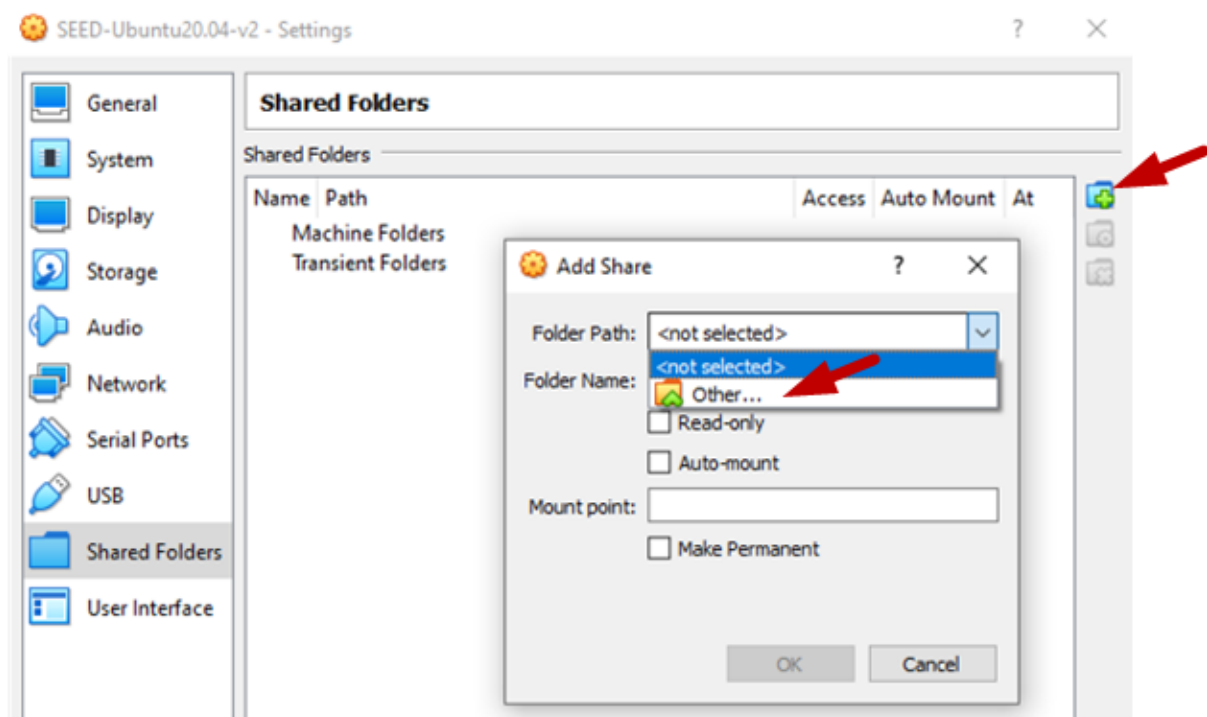 SEED-Ubuntu20.04-v2 - Settings ? ×
General
System
Display
Storage
Audio
Network
Serial Ports
USB
Shared Folders
User Interface
Shared Folders
Shared Folders
Name Path Access Auto Mount At
Machine Folders
Transient Folders
Add Share ? ×
Folder Path: <not selected>
<not selected>
Folder Name:
Other...
Read-only
Auto-mount
Mount point:
Make Permanent
OK Cancel